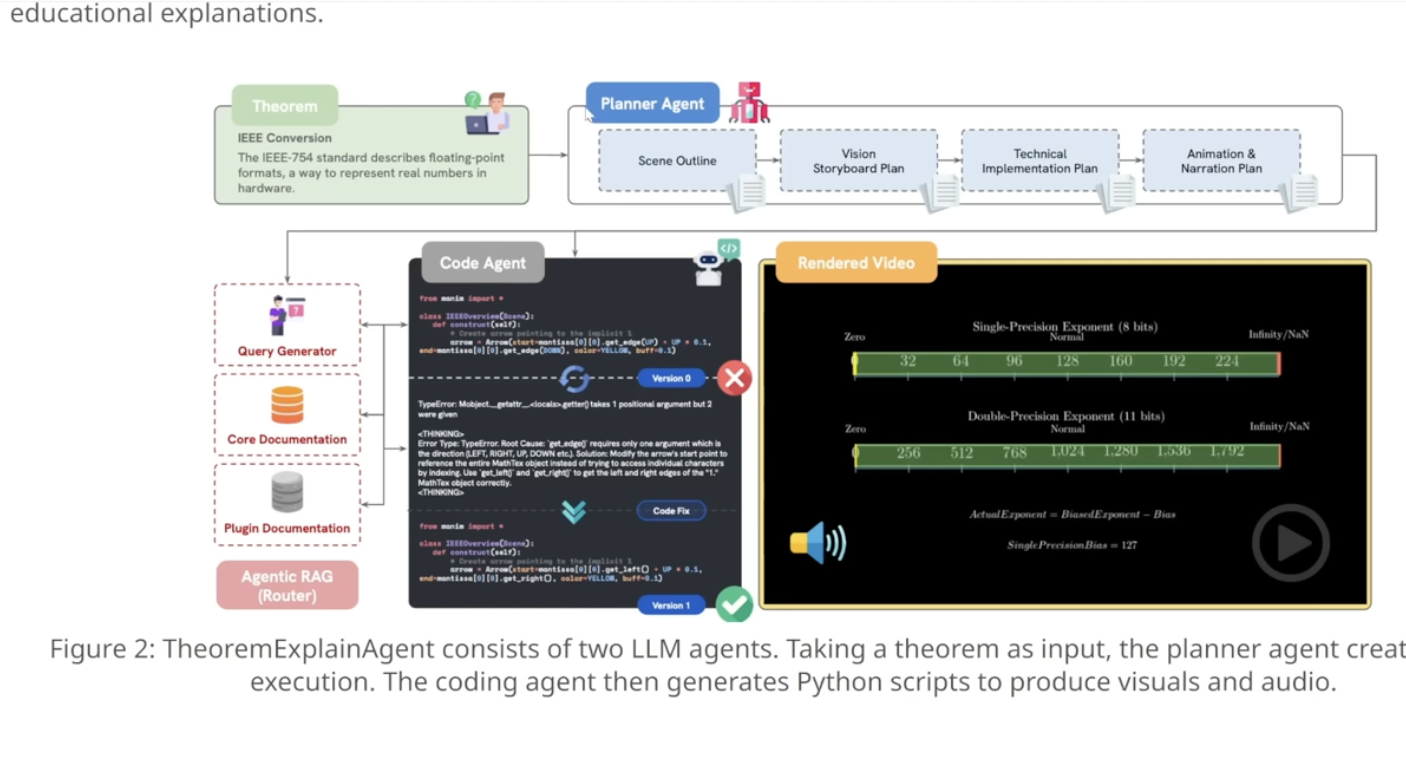 educational explanations.
Theorem
IEEE Conversion
The IEEE-754 standard describes floating-point
formats, a way to represent real numbers in
hardware.
Planner Agent
Scene Outline
Vision
Storyboard Plan
Technical
Implementation Plan
Animation &
Narration Plan
Query Generator
Core Documentation
Plugin Documentation
Agentic RAG
(Router)
Code Agent
</>
from manim import *
class IEEEOverview(Scene):
def construct(self):
# Create arrow pointing to the implicit 1
arrow = Arrow(start=mantissa[0][0].get_edge(UP) + UP * 0.1,
end=mantissa[0][0].get_edge(DOWN), color=YELLOW, buff=0.1)
Version 0
TypeError: Mobject.__getattr__.<locals>.getter() takes 1 positional argument but 2
were given
<THINKING>
Error Type: TypeError. Root Cause: `get_edge()` requires only one argument which is
the direction (LEFT, RIGHT, UP, DOWN etc.). Solution: Modify the arrow's start point to
reference the entire MathTex object instead of trying to access individual characters
by indexing. Use `get_left()` and `get_right()` to get the left and right edges of the "1."
MathTex object correctly.
<THINKING>
Code Fix
from manim import *
class IEEEOverview(Scene):
def construct(self):
# Create arrow pointing to the implicit 1
arrow = Arrow(start=mantissa[0][0].get_left() + UP * 0.1,
end=mantissa[0][0].get_right(), color=YELLOW, buff=0.1)
Version 1
Rendered Video
Single-Precision Exponent (8 bits)
Zero
Normal
Infinity/NaN
32 64 96 128 160 192 224
Double-Precision Exponent (11 bits)
Zero
Normal
Infinity/NaN
256 512 768 1,024 1,280 1,536 1,792
ActualExponent = BiasedExponent − Bias
SinglePrecisionBias = 127
Figure 2: TheoremExplainAgent consists of two LLM agents. Taking a theorem as input, the planner agent creat
execution. The coding agent then generates Python scripts to produce visuals and audio.